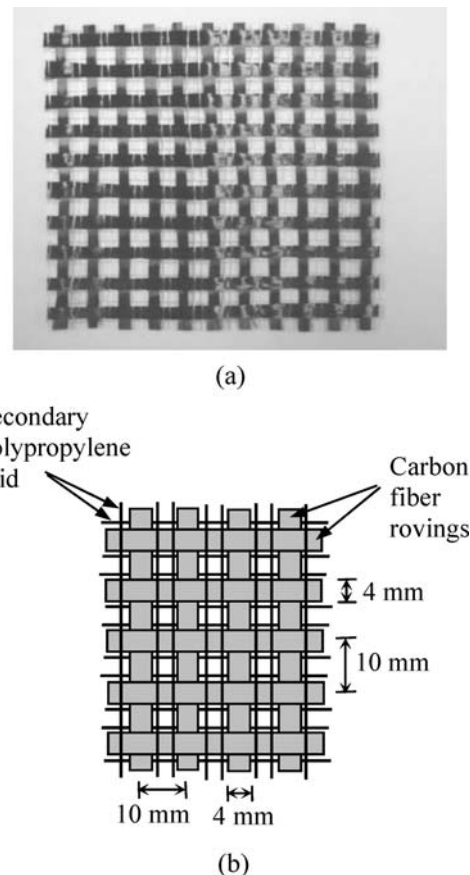 (a)
econdary
olypropylene
id
Carbon
fiber
rovings
4 mm
10 mm
10 mm
4 mm
(b)